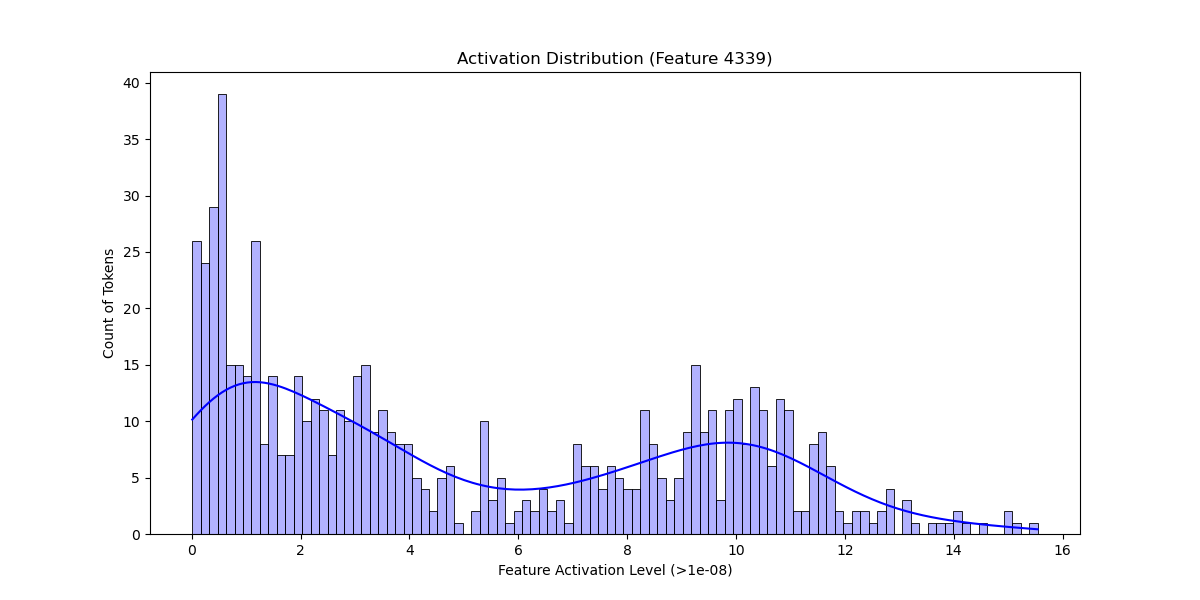 Activation Distribution (Feature 4339)
40
35
30
25
20
15
10
5
0
Count of Tokens
0 2 4 6 8 10 12 14 16
Feature Activation Level (>1e-08)